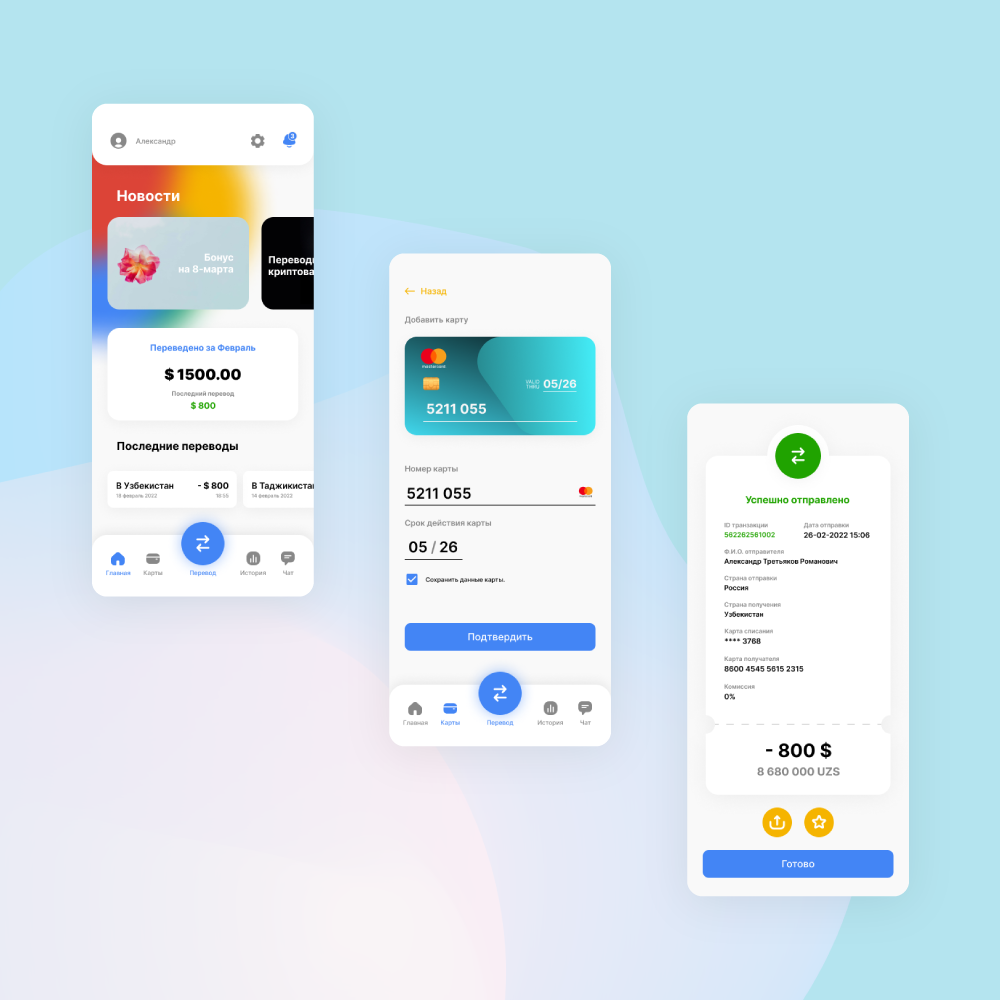 Александр
3
Новости
Бонус
на 8-марта
Перевод
криптова
Переведено за Февраль
$ 1500.00
Последний перевод
$ 800
Последние переводы
В Узбекистан - $ 800
18 февраль 2022 18:55
В Таджикистан
14 февраль 2022
Главная Карты Перевод История Чат
Назад
Добавить карту
mastercard
VALID
THRU 05/26
5211 055
Номер карты
5211 055
Срок действия карты
05 / 26
Сохранить данные карты.
Подтвердить
Главная Карты Перевод История Чат
Успешно отправлено
ID транзакции Дата отправки
562262561002 26-02-2022 15:06
Ф.И.О. отправителя
Александр Третьяков Романович
Страна отправки
Россия
Страна получения
Узбекистан
Карта списания
**** 3768
Карта получателя
8600 4545 5615 2315
Комиссия
0%
- 800 $
8 680 000 UZS
Готово